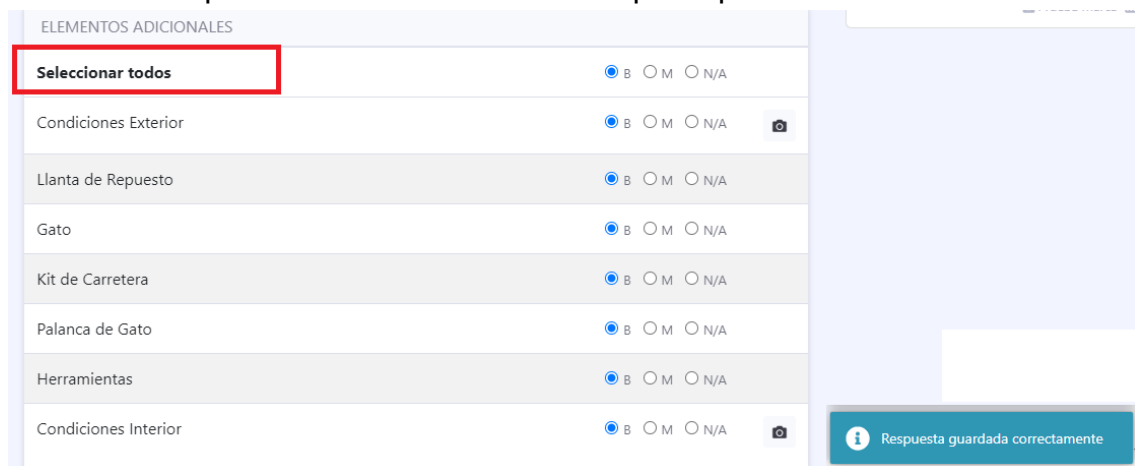 ELEMENTOS ADICIONALES
Seleccionar todos B M N/A
Condiciones Exterior B M N/A
Llanta de Repuesto B M N/A
Gato B M N/A
Kit de Carretera B M N/A
Palanca de Gato B M N/A
Herramientas B M N/A
Condiciones Interior B M N/A
Respuesta guardada correctamente